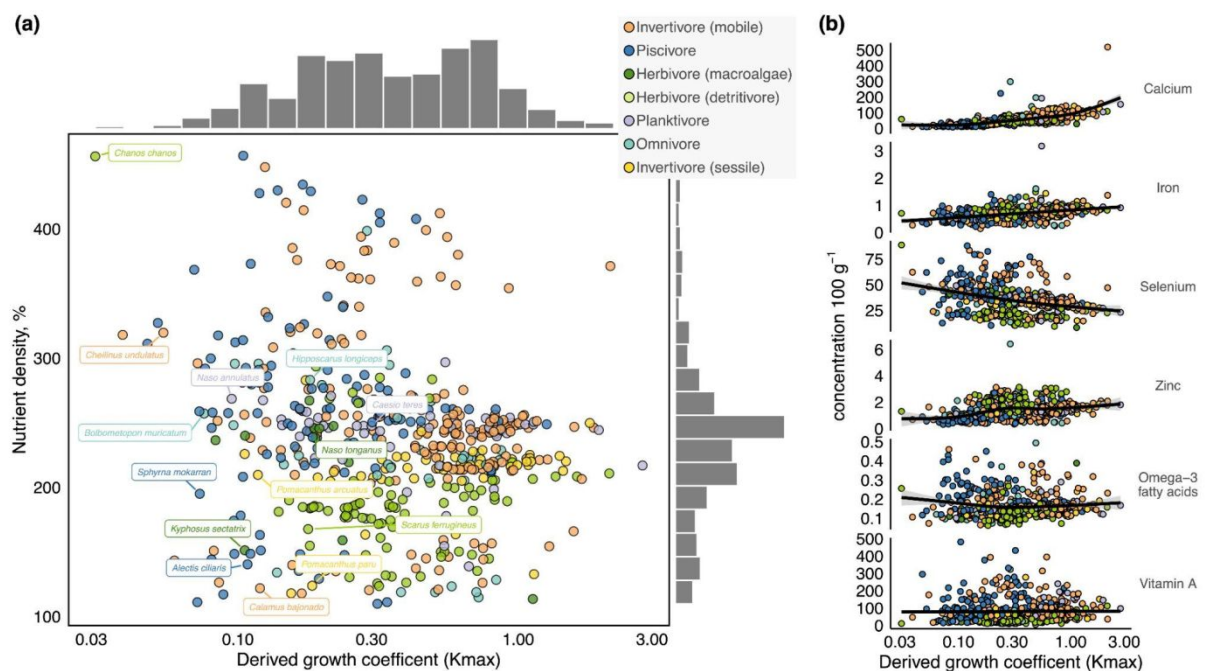 (a)
Invertivore (mobile)
Piscivore
Herbivore (macroalgae)
Herbivore (detritivore)
Planktivore
Omnivore
Invertivore (sessile)
Chanos chanos
Cheilinus undulatus
Hipposcarus longiceps
Naso annulatus
Caesio teres
Bolbometopon muricatum
Naso tonganus
Sphyrna mokarran
Pomacanthus arcuatus
Kyphosus sectatrix
Scarus ferrugineus
Alectis ciliaris
Pomacanthus paru
Calamus bajonado
Nutrient density, %
400
300
200
100
0.03 0.10 0.30 1.00 3.00
Derived growth coefficent (Kmax)
(b)
concentration 100 g⁻¹
500
400
300
200
100
0
Calcium
3
2
1
0
Iron
75
50
25
Selenium
6
4
2
0
Zinc
0.5
0.4
0.3
0.2
0.1
Omega−3
fatty acids
500
400
300
200
100
0
Vitamin A
0.03 0.10 0.30 1.00 3.00
Derived growth coefficent (Kmax)